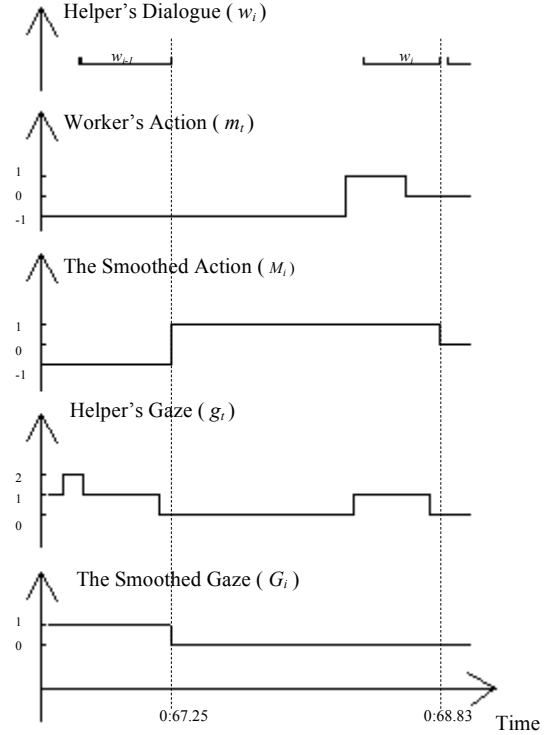 Helper's Dialogue ( wᵢ )
wᵢ₋₁ wᵢ
Worker's Action ( mₜ )
1
0
-1
The Smoothed Action ( Mᵢ )
1
0
-1
Helper's Gaze ( gₜ )
2
1
0
The Smoothed Gaze ( Gᵢ )
1
0
0:67.25 0:68.83 Time